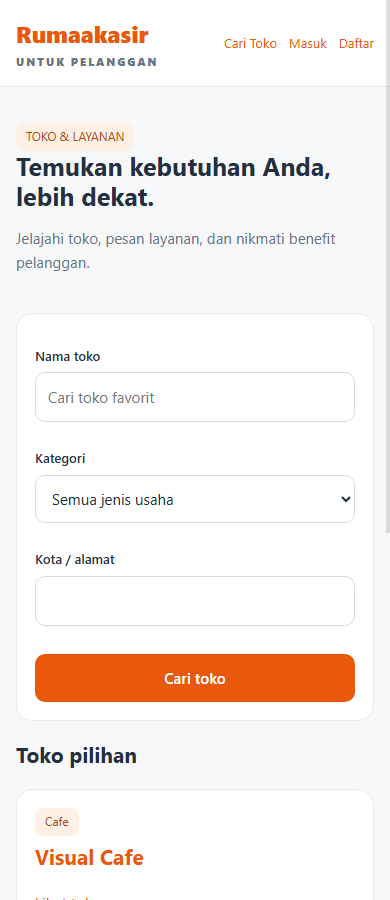 Rumaakasir
UNTUK PELANGGAN
Cari Toko Masuk Daftar
TOKO & LAYANAN
Temukan kebutuhan Anda,
lebih dekat.
Jelajahi toko, pesan layanan, dan nikmati benefit
pelanggan.
Nama toko
Cari toko favorit
Kategori
Semua jenis usaha
Kota / alamat
Cari toko
Toko pilihan
Cafe
Visual Cafe